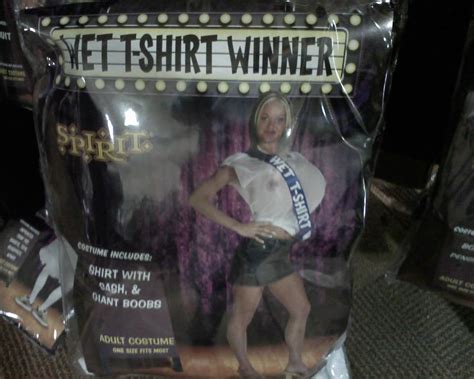 WET T-SHIRT WINNER
SPIRIT
WET T-SHIRT
COSTUME INCLUDES:
SHIRT WITH
SASH, &
GIANT BOOBS
ADULT COSTUME
ONE SIZE FITS MOST